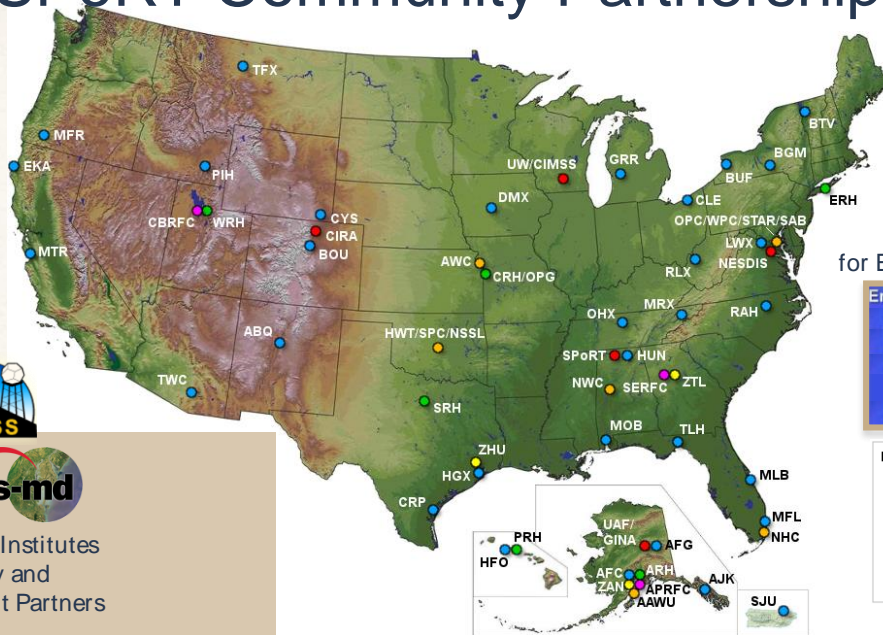 SPoRT Community Partnership
TFX
MFR
EKA
PIH
CBRFC
WRH
MTR
CYS
CIRA
BOU
ABQ
TWC
DMX
UW/CIMSS
GRR
AWC
CRH/OPG
HWT/SPC/NSSL
SRH
ZHU
HGX
CRP
BTV
BGM
BUF
ERH
CLE
OPC/WPC/STAR/SAB
LWX
NESDIS
RLX
for
MRX
OHX
RAH
SPoRT
HUN
NWC
SERFC
ZTL
MOB
TLH
MLB
MFL
NHC
PRH
HFO
UAF/
GINA
AFG
AFC
ARH
ZAN
APRFC
AAWU
AJK
SJU
s-md
Institutes
and
t Partners